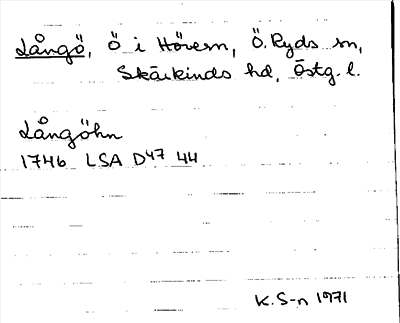 Långö, Ö i Hövern, Ö. Ryds sn,
Skärkinds hd, Östg. l.
Långöhn
1746 LSA D47 44
K.S-n 1971